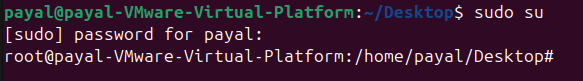 payal@payal-VMware-Virtual-Platform:~/Desktop$ sudo su
[sudo] password for payal:
root@payal-VMware-Virtual-Platform:/home/payal/Desktop#